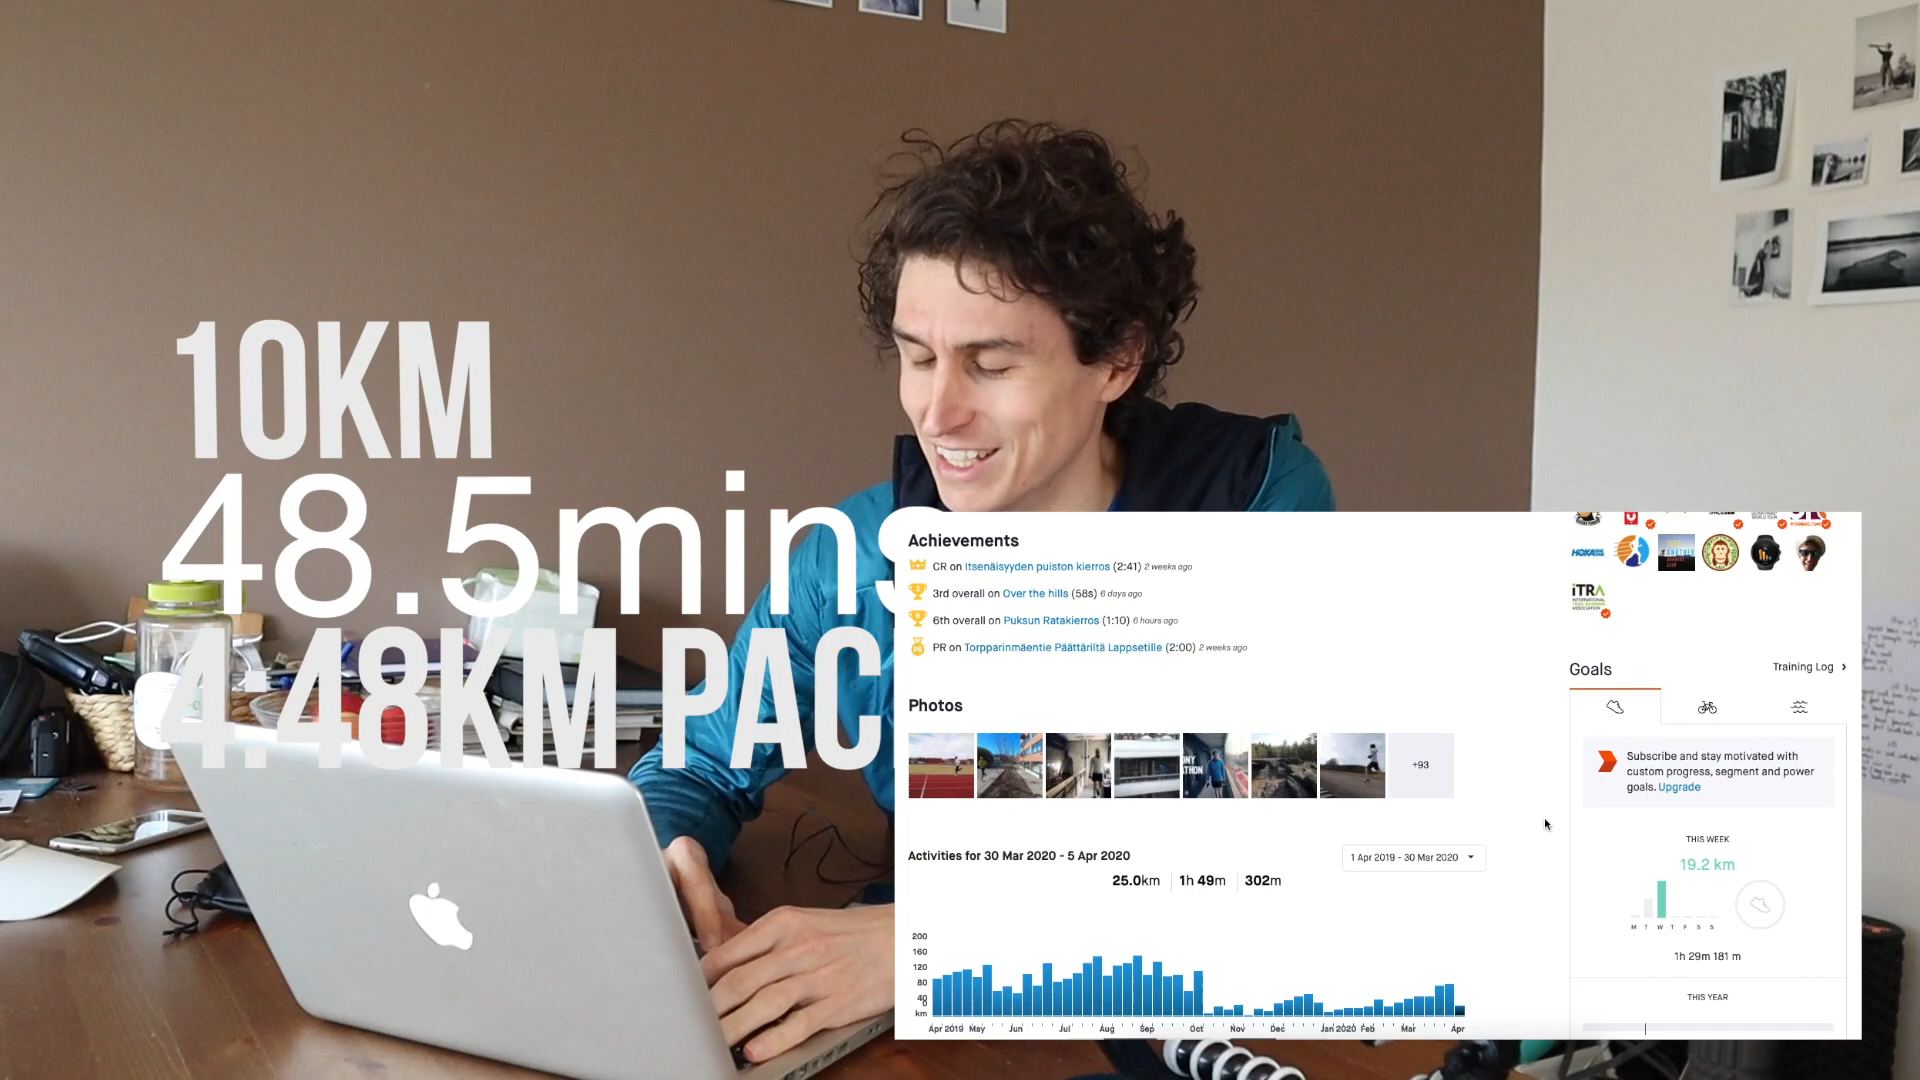 10KM
48.5mins
4:48KM PAC
Achievements
CR on Itsenäisyyden puiston kierros (2:41) 2 weeks ago
3rd overall on Over the hills (58s) 6 days ago
6th overall on Puksun Ratakierros (1:10) 6 hours ago
PR on Torpparinmäentie Päättäriltä Lappsetille (2:00) 2 weeks ago
Photos
+93
Activities for 30 Mar 2020 - 5 Apr 2020
1 Apr 2019 - 30 Mar 2020
25.0km
1h 49m
302m
200
160
120
80
40
0
km
Apr 2019 May Jun Jul Aug Sep Oct Nov Dec Jan 2020 Feb Mar Apr
HOKA
iTRA
INTERNATIONAL
TRAIL RUNNING
ASSOCIATION
Goals
Training Log
Subscribe and stay motivated with
custom progress, segment and power
goals. Upgrade
THIS WEEK
19.2 km
M T W T F S S
1h 29m 181 m
THIS YEAR